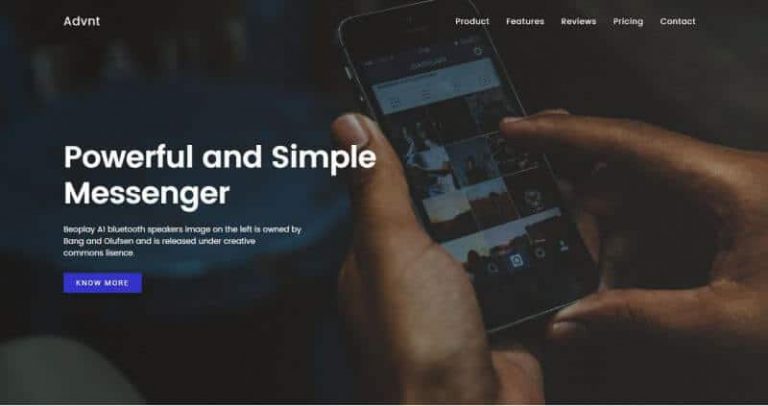 Advnt
Product Features Reviews Pricing Contact
Powerful and Simple
Messenger
Beoplay A1 bluetooth speakers image on the left is owned by
Bang and Olufsen and is released under creative
commons lisence.
KNOW MORE